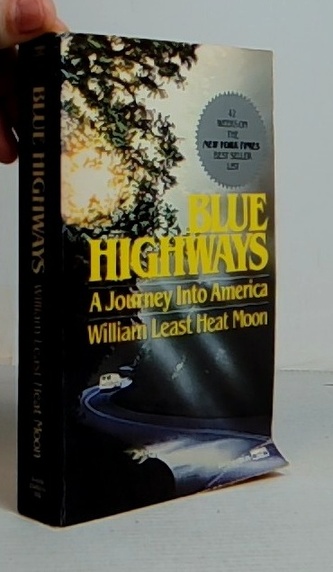 BLUE HIGHWAYS William Least Heat Moon
42
WEEKS ON
THE
NEW YORK TIMES
BEST SELLER
LIST
BLUE
HIGHWAYS
A Journey Into America
William Least Heat Moon